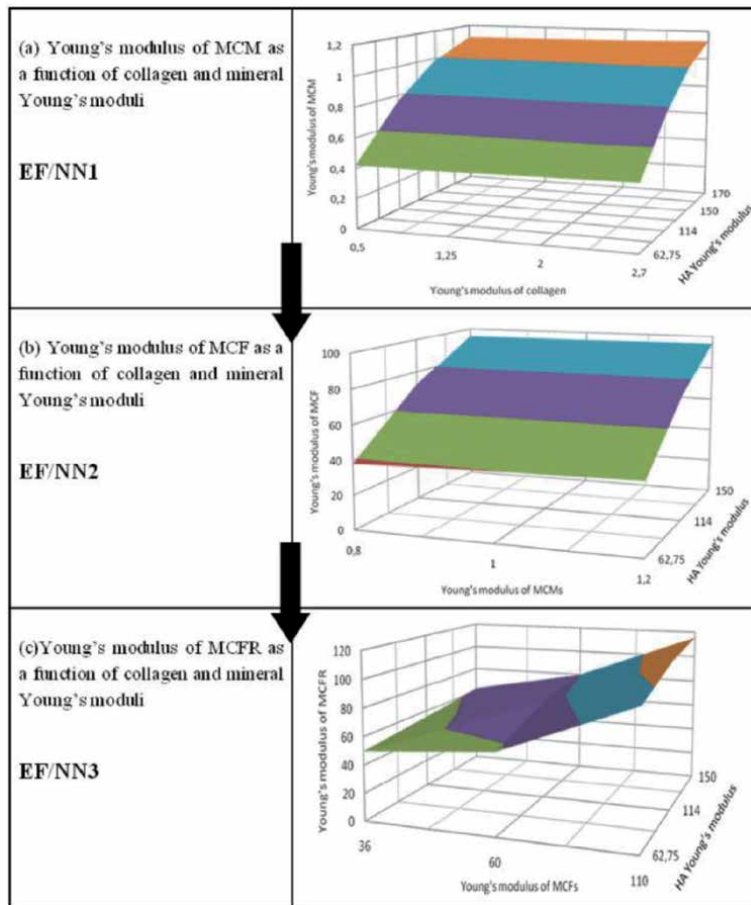 (a) Young's modulus of MCM as
a function of collagen and mineral
Young's moduli
EF/NN1
Young's modulus of MCM
1,2
1
0,8
0,6
0,4
0,2
0
0,5
1,25
2
2,7
Young's modulus of collagen
62,75
114
150
170
HA Young's modulus
(b) Young's modulus of MCF as a
function of collagen and mineral
Young's moduli
EF/NN2
Young's modulus of MCF
100
80
60
40
20
0
0,8
1
1,2
Young's modulus of MCMs
62,75
114
150
HA Young's modulus
(c)Young's modulus of MCFR as
a function of collagen and mineral
Young's moduli
EF/NN3
Young's modulus of MCFR
120
100
80
60
40
20
0
36
60
110
Young's modulus of MCFs
62,75
114
150
HA Young's modulus